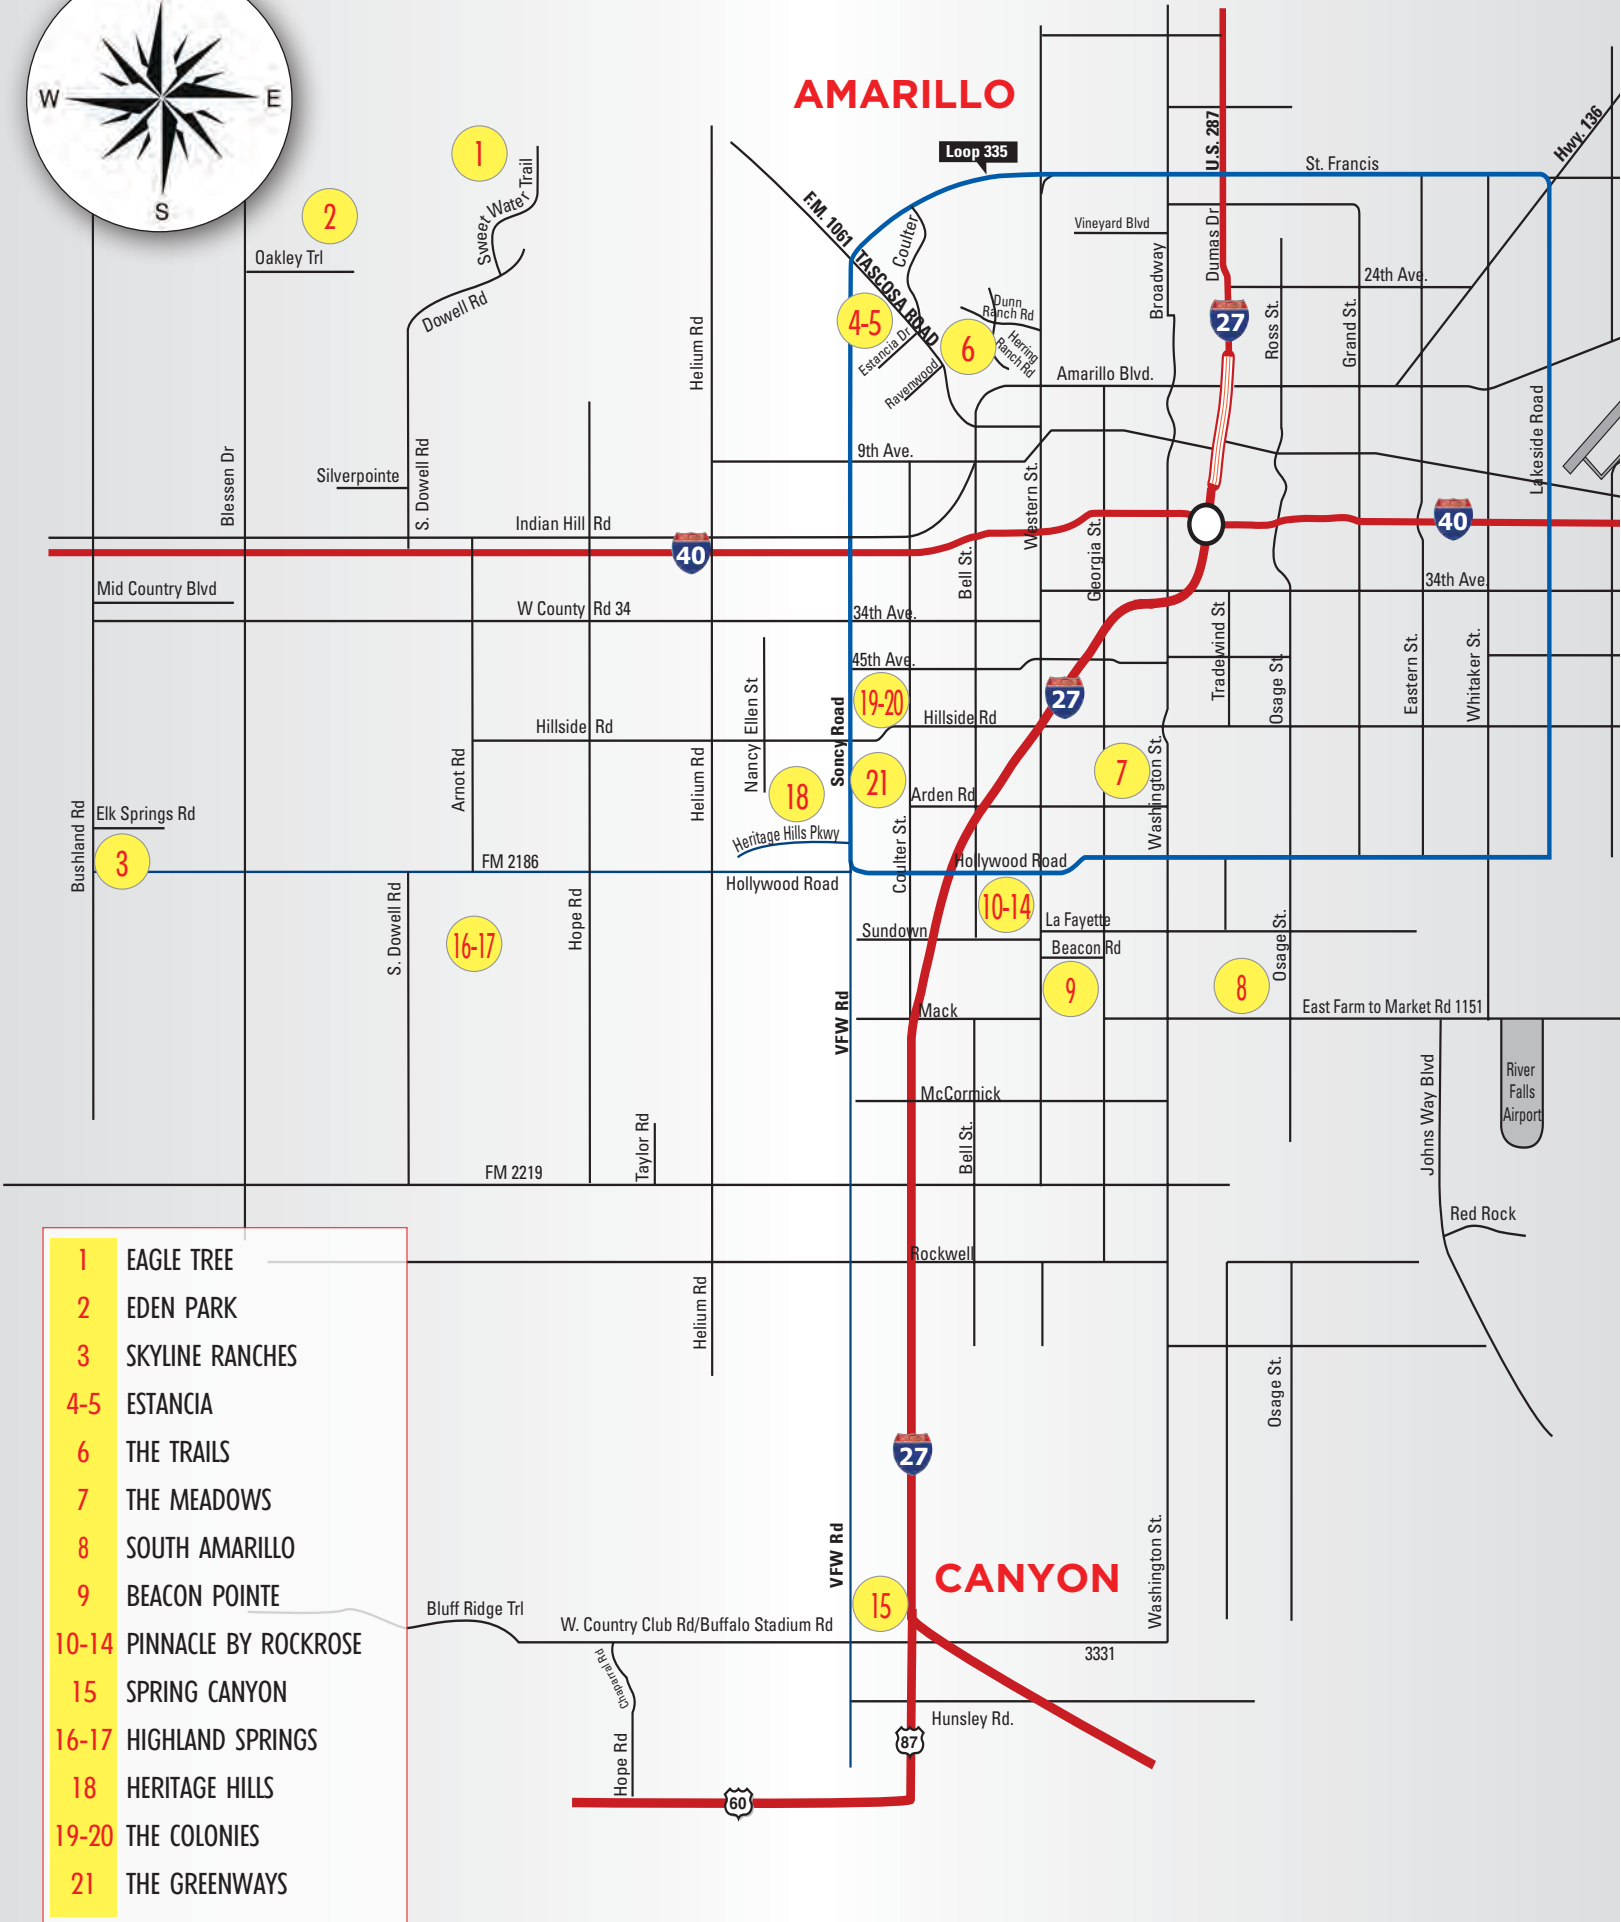 W
E
S
AMARILLO
Loop 335
U.S. 287
St. Francis
Hwy. 136
1
2
Sweet Water Trail
Oakley Trl
Dowell Rd
F.M. 1061
TASCOSA ROAD
Coulter
Vineyard Blvd
Broadway
Dumas Dr
24th Ave.
27
Ross St.
Grand St.
4-5
6
Dunn
Ranch Rd
Herring
Ranch Rd
Estancia Dr
Ravenwood
Helium Rd
Amarillo Blvd.
Lakeside Road
9th Ave.
Blessen Dr
Silverpointe
S. Dowell Rd
Indian Hill Rd
Western St.
Georgia St.
Bell St.
40
40
Mid Country Blvd
W County Rd 34
34th Ave.
34th Ave.
45th Ave.
Tradewind St
Osage St.
Eastern St.
Whitaker St.
Nancy Ellen St
Soncy Road
19-20
27
Hillside Rd
Hillside Rd
Arnot Rd
Helium Rd
18
21
7
Washington St.
Arden Rd
Bushland Rd
Elk Springs Rd
3
Heritage Hills Pkwy
Coulter St.
FM 2186
Hollywood Road
Hollywood Road
S. Dowell Rd
Hope Rd
16-17
10-14
La Fayette
Sundown
Beacon Rd
9
8
Osage St.
VFW Rd
Mack
East Farm to Market Rd 1151
McCormick
Johns Way Blvd
River
Falls
Airport
Taylor Rd
Bell St.
FM 2219
Red Rock
Rockwell
Helium Rd
Osage St.
27
VFW Rd
CANYON
15
Washington St.
Bluff Ridge Trl
W. Country Club Rd/Buffalo Stadium Rd
3331
Chaparral Rd
Hunsley Rd.
Hope Rd
87
60
1 EAGLE TREE
2 EDEN PARK
3 SKYLINE RANCHES
4-5 ESTANCIA
6 THE TRAILS
7 THE MEADOWS
8 SOUTH AMARILLO
9 BEACON POINTE
10-14 PINNACLE BY ROCKROSE
15 SPRING CANYON
16-17 HIGHLAND SPRINGS
18 HERITAGE HILLS
19-20 THE COLONIES
21 THE GREENWAYS